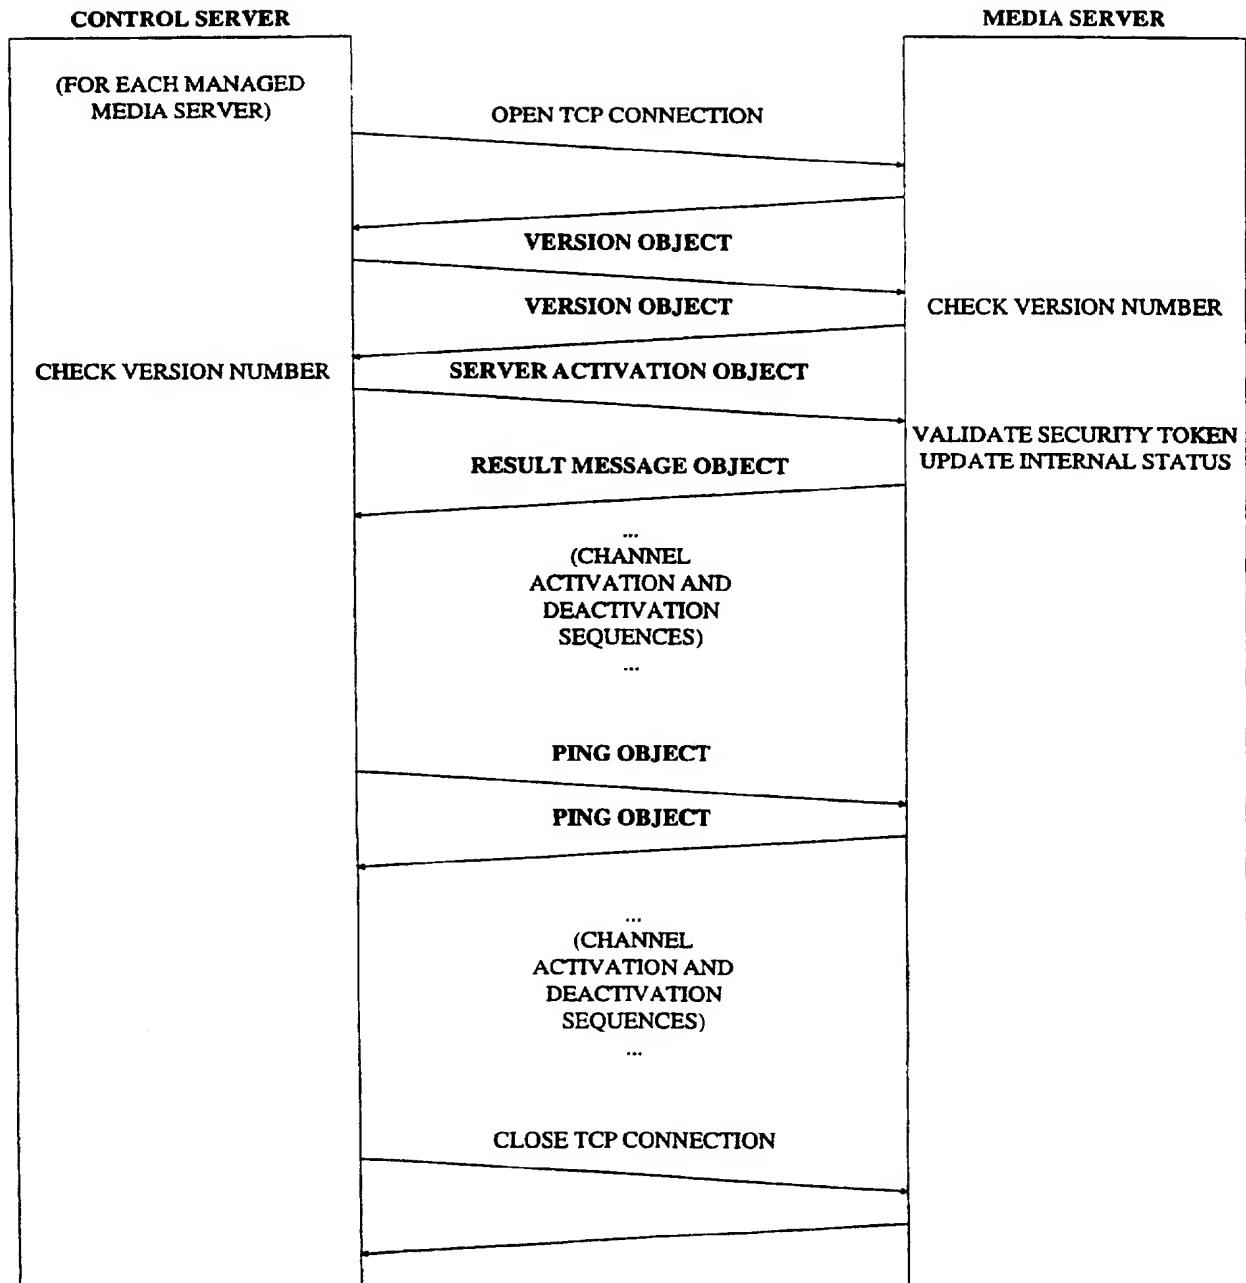 CONTROL SERVER
MEDIA SERVER
(FOR EACH MANAGED
MEDIA SERVER)
OPEN TCP CONNECTION
VERSION OBJECT
VERSION OBJECT
CHECK VERSION NUMBER
CHECK VERSION NUMBER
SERVER ACTIVATION OBJECT
VALIDATE SECURITY TOKEN
UPDATE INTERNAL STATUS
RESULT MESSAGE OBJECT
...
(CHANNEL
ACTIVATION AND
DEACTIVATION
SEQUENCES)
...
PING OBJECT
PING OBJECT
...
(CHANNEL
ACTIVATION AND
DEACTIVATION
SEQUENCES)
...
CLOSE TCP CONNECTION